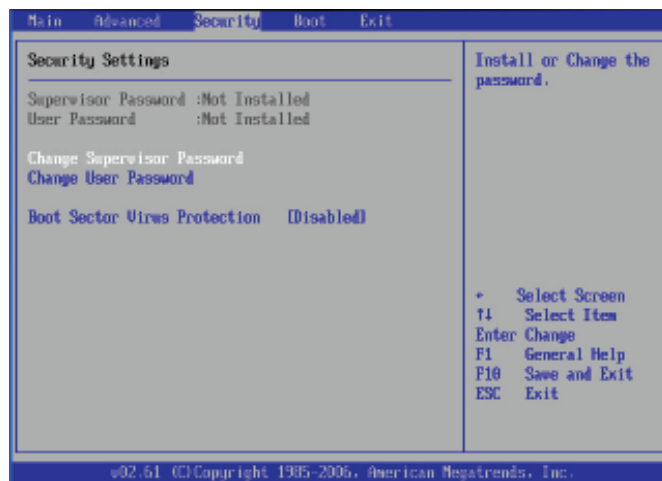 Main Advanced Security Boot Exit
Security Settings
Supervisor Password :Not Installed
User Password :Not Installed
Change Supervisor Password
Change User Password
Boot Sector Virus Protection [Disabled]
Install or Change the
password.
← Select Screen
↑↓ Select Item
Enter Change
F1 General Help
F10 Save and Exit
ESC Exit
v02.61 (C)Copyright 1985-2006, American Megatrends, Inc.